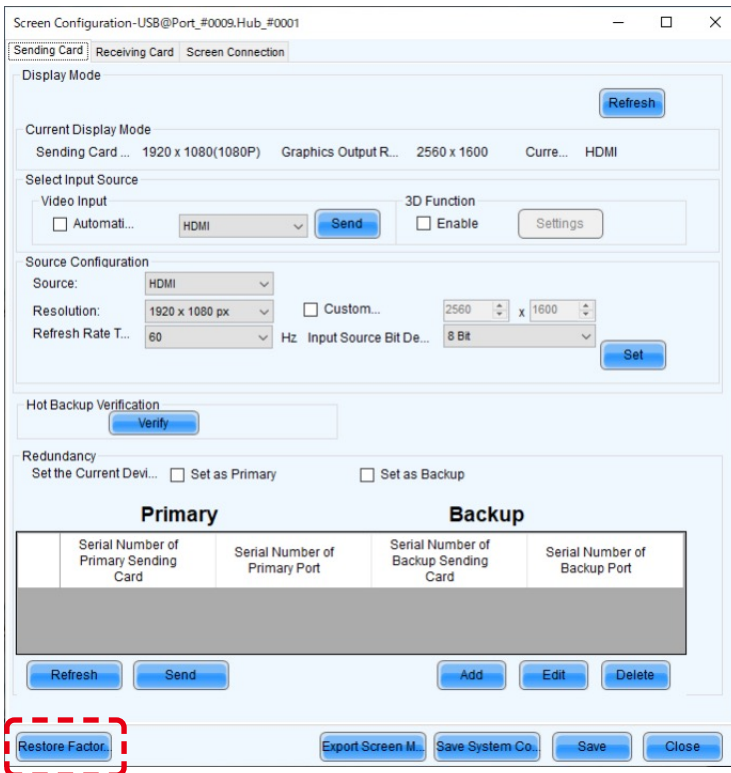 Screen Configuration-USB@Port_#0009.Hub_#0001
Sending Card Receiving Card Screen Connection
Display Mode
Refresh
Current Display Mode
Sending Card ... 1920 x 1080(1080P) Graphics Output R... 2560 x 1600 Curre... HDMI
Select Input Source
Video Input 3D Function
Automati... HDMI Send Enable Settings
Source Configuration
Source: HDMI
Resolution: 1920 x 1080 px Custom... 2560 x 1600
Refresh Rate T... 60 Hz Input Source Bit De... 8 Bit
Set
Hot Backup Verification
Verify
Redundancy
Set the Current Devi... Set as Primary Set as Backup
Primary Backup
Serial Number of Primary Sending Card Serial Number of Primary Port Serial Number of Backup Sending Card Serial Number of Backup Port
Refresh Send Add Edit Delete
Restore Factor... Export Screen M... Save System Co... Save Close